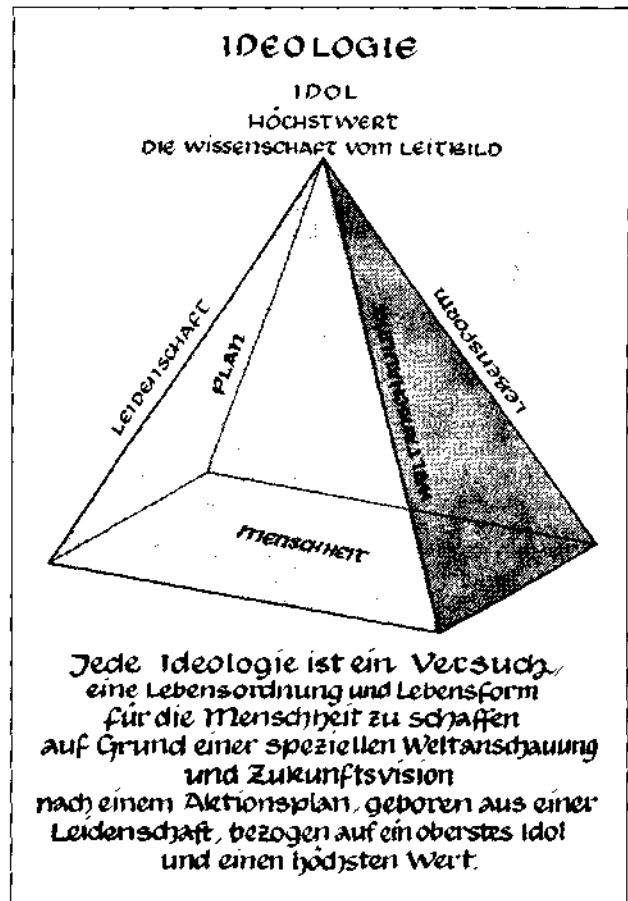 IDEOLOGIE
IDOL
HÖCHSTWERT
DIE WISSENSCHAFT VOM LEITBILD
LEIDENSCHAFT
PLAN
WELTANSCHAUUNG
LEBENSFORM
MENSCHHEIT
Jede Ideologie ist ein Versuch,
eine Lebensordnung und Lebensform
für die Menschheit zu schaffen
auf Grund einer speziellen Weltanschauung
und Zukunftsvision
nach einem Aktionsplan, geboren aus einer
Leidenschaft, bezogen auf ein oberstes Idol
und einen höchsten Wert.